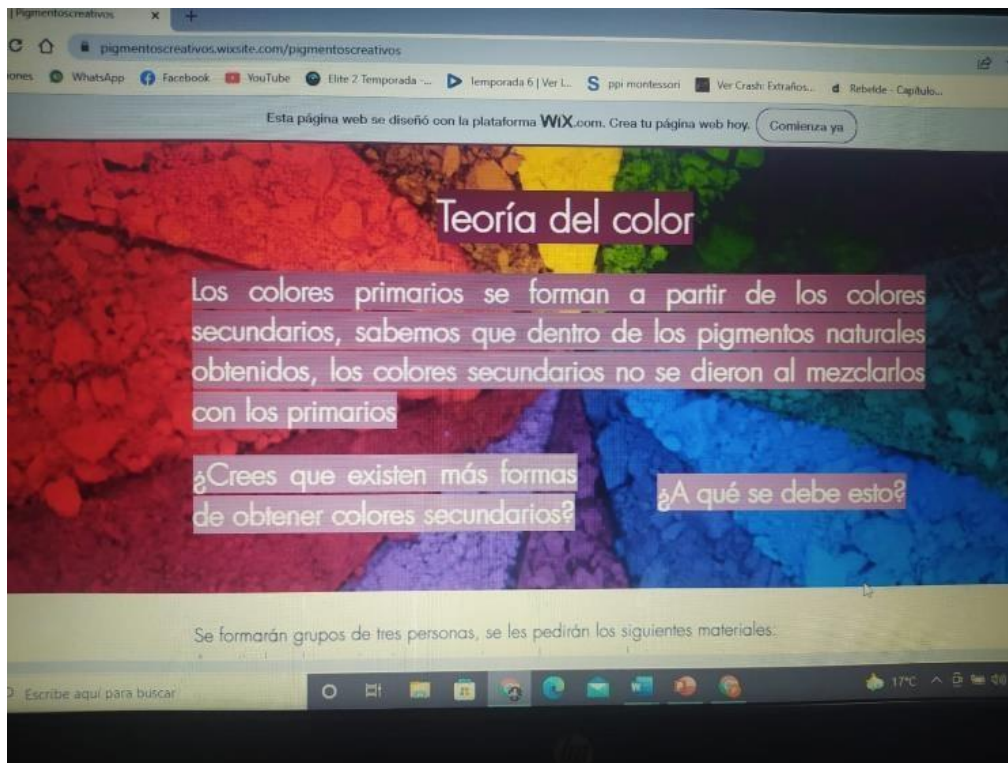 Pigmentoscreativos
pigmentoscreativos.wixsite.com/pigmentoscreativos
WhatsApp Facebook YouTube Elite 2 Temporada -... Temporada 6 | Ver L... ppi montessori Ver Crash: Extraños... Rebelde - Capítulo...
Esta página web se diseñó con la plataforma WiX.com. Crea tu página web hoy. Comienza ya
Teoría del color
Los colores primarios se forman a partir de los colores
secundarios, sabemos que dentro de los pigmentos naturales
obtenidos, los colores secundarios no se dieron al mezclarlos
con los primarios
¿Crees que existen más formas
de obtener colores secundarios?
¿A qué se debe esto?
Se formarán grupos de tres personas, se les pedirán los siguientes materiales:
Escribe aquí para buscar
17°C
hp